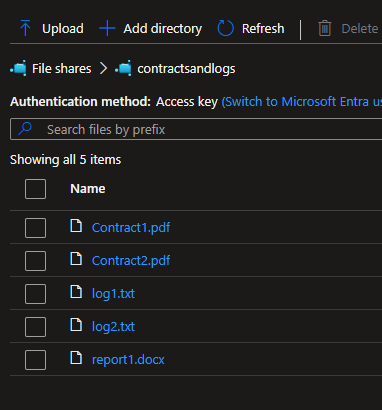 Upload Add directory Refresh Delete
File shares contractsandlogs
Authentication method: Access key (Switch to Microsoft Entra us
Search files by prefix
Showing all 5 items
Name
Contract1.pdf
Contract2.pdf
log1.txt
log2.txt
report1.docx